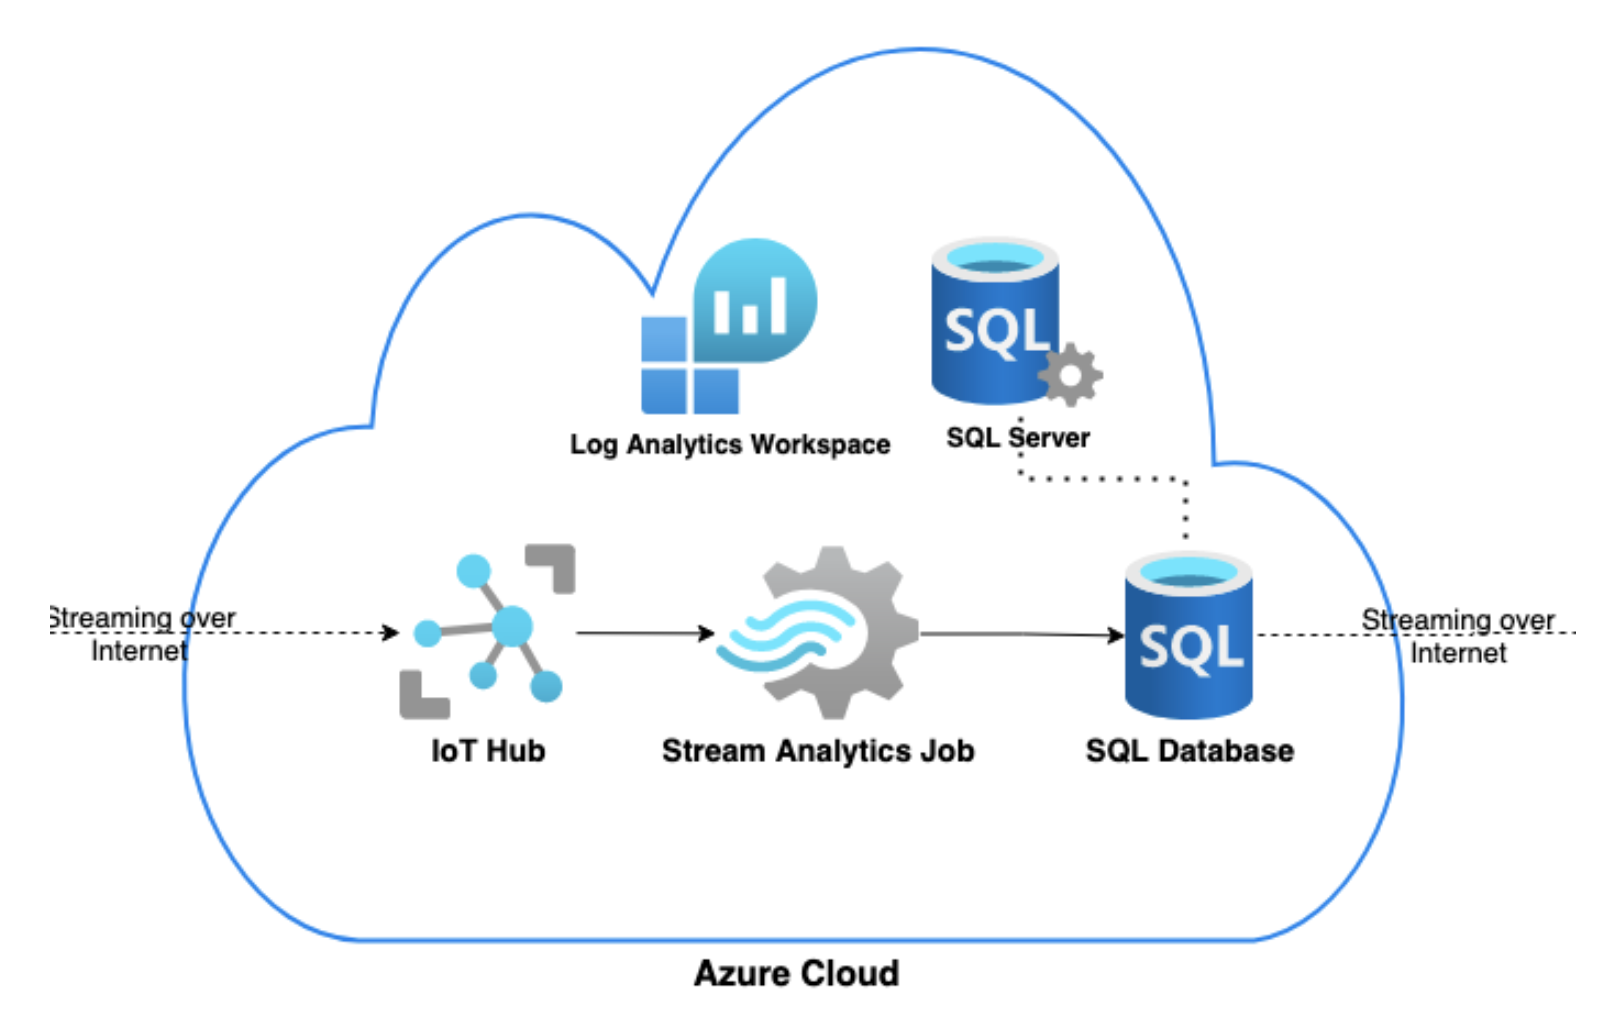 SQL
Log Analytics Workspace
SQL Server
Streaming over
Internet
SQL
Streaming over
Internet
IoT Hub
Stream Analytics Job
SQL Database
Azure Cloud